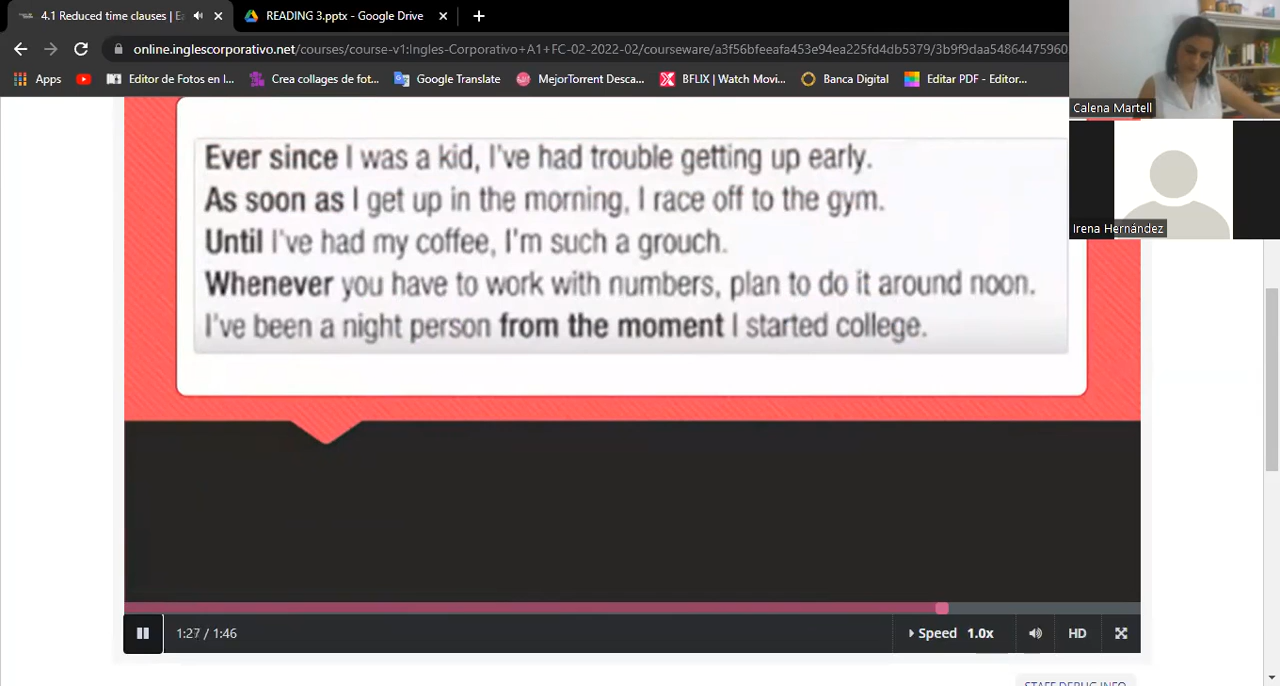 4.1 Reduced time clauses | Ea
READING 3.pptx - Google Drive
online.inglescorporativo.net/courses/course-v1:Ingles-Corporativo+A1+FC-02-2022-02/courseware/a3f56bfeeafa453e94ea225fd4db5379/3b9f9daa54864475960
Apps
Editor de Fotos en l...
Crea collages de fot...
Google Translate
MejorTorrent Desca...
BFLIX | Watch Movi...
Banca Digital
Editar PDF - Editor...
Calena Martell
Irena Hernández
Ever since I was a kid, I've had trouble getting up early.
As soon as I get up in the morning, I race off to the gym.
Until I've had my coffee, I'm such a grouch.
Whenever you have to work with numbers, plan to do it around noon.
I've been a night person from the moment I started college.
1:27 / 1:46
Speed 1.0x
HD
STAFF DEBUG INFO